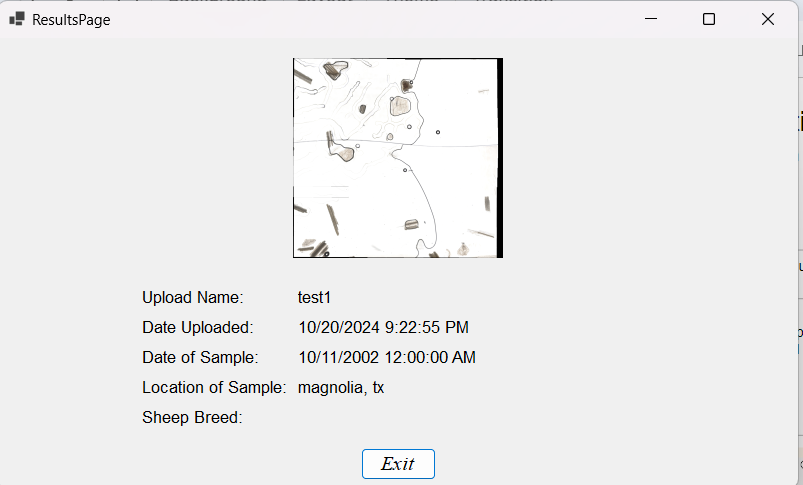 ResultsPage
Upload Name: test1
Date Uploaded: 10/20/2024 9:22:55 PM
Date of Sample: 10/11/2002 12:00:00 AM
Location of Sample: magnolia, tx
Sheep Breed:
Exit